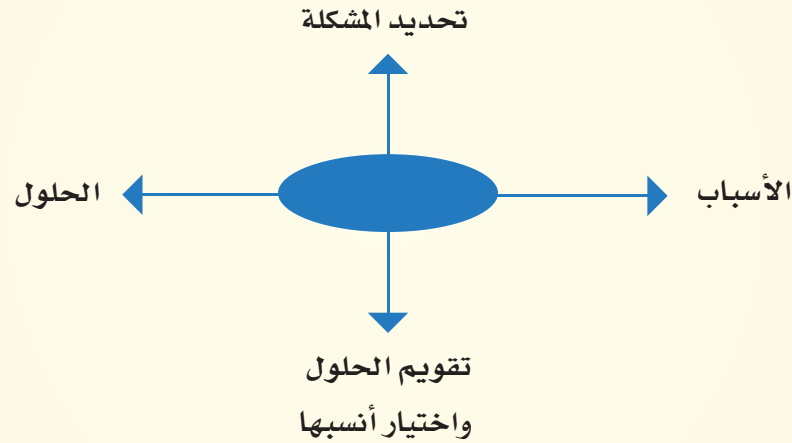 تحديد المشكلة
الأسباب
الحلول
تقويم الحلول
واختيار أنسبها